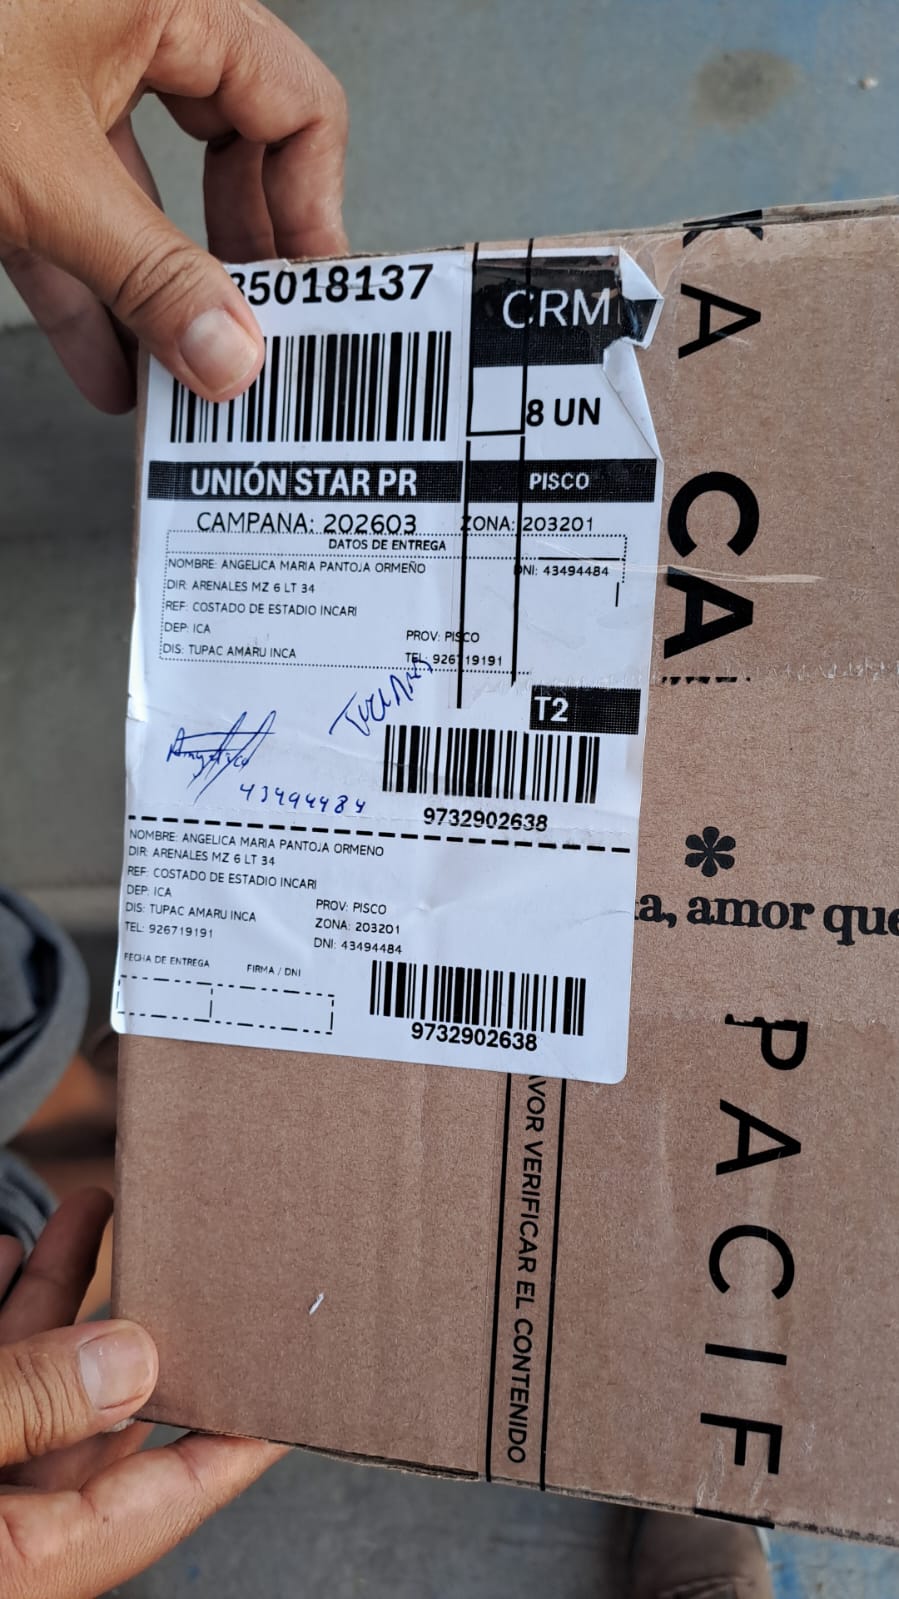 35018137
CRM
8 UN
UNIÓN STAR PR
PISCO
CAMPANA: 202603 ZONA: 203201
DATOS DE ENTREGA
NOMBRE: ANGELICA MARIA PANTOJA ORMEÑO DNI: 43494484
DIR: ARENALES MZ 6 LT 34
REF: COSTADO DE ESTADIO INCARI
DEP: ICA PROV: PISCO
DIS: TUPAC AMARU INCA TEL: 926719191
T2
Angelica
43494484
9732902638
NOMBRE: ANGELICA MARIA PANTOJA ORMENO
DIR: ARENALES MZ 6 LT 34
REF: COSTADO DE ESTADIO INCARI
DEP: ICA PROV: PISCO
DIS: TUPAC AMARU INCA ZONA: 203201
TEL: 926719191 DNI: 43494484
FECHA DE ENTREGA FIRMA / DNI
9732902638
KA
CA
a, amor que
PACIF
AVOR VERIFICAR EL CONTENIDO